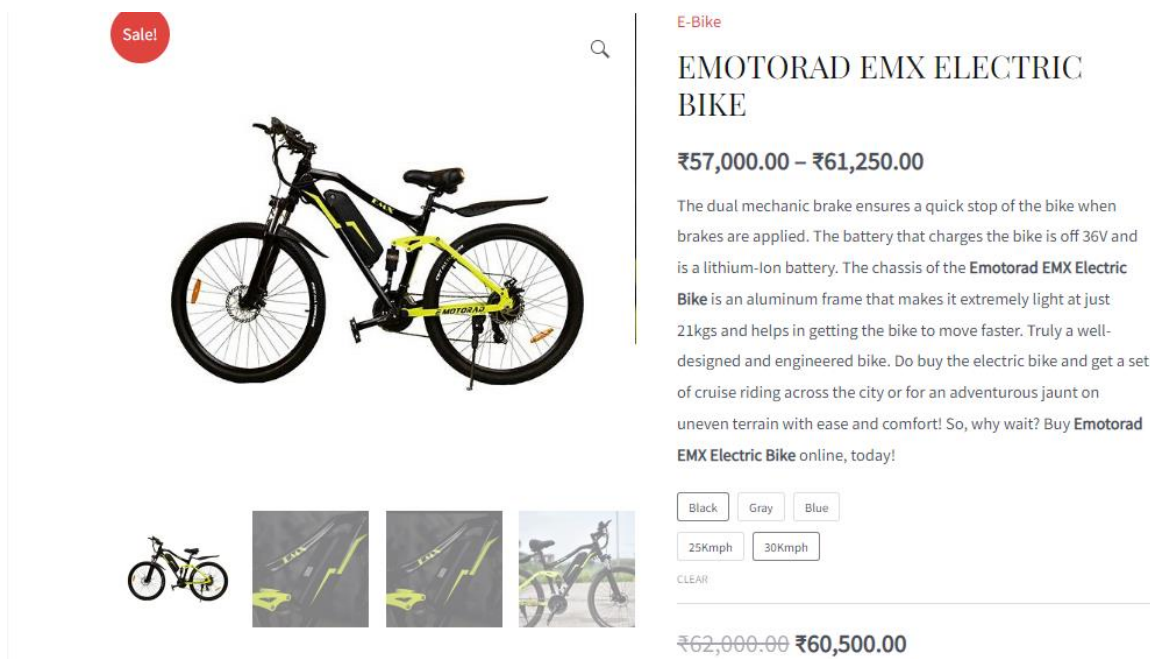 Sale!
E-Bike
EMOTORAD EMX ELECTRIC
BIKE
₹57,000.00 – ₹61,250.00
The dual mechanic brake ensures a quick stop of the bike when
brakes are applied. The battery that charges the bike is off 36V and
is a lithium-Ion battery. The chassis of the Emotorad EMX Electric
Bike is an aluminum frame that makes it extremely light at just
21kgs and helps in getting the bike to move faster. Truly a well-
designed and engineered bike. Do buy the electric bike and get a set
of cruise riding across the city or for an adventurous jaunt on
uneven terrain with ease and comfort! So, why wait? Buy Emotorad
EMX Electric Bike online, today!
Black Gray Blue
25Kmph 30Kmph
CLEAR
₹62,000.00 ₹60,500.00
EMX
EMOTORAD
EMX
EMX